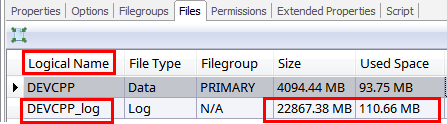 Properties Options Filegroups Files Permissions Extended Properties Script
Logical Name File Type Filegroup Size Used Space
DEVCPP Data PRIMARY 4094.44 MB 93.75 MB
DEVCPP_log Log N/A 22867.38 MB 110.66 MB